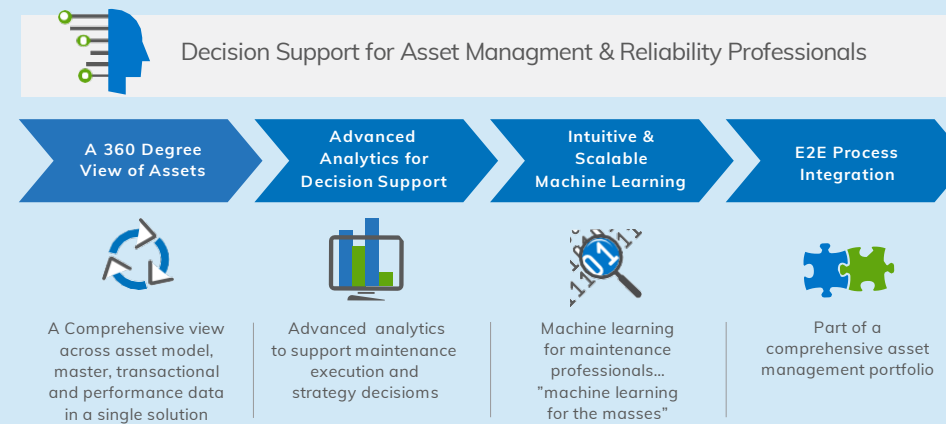 Decision Support for Asset Managment & Reliability Professionals
A 360 Degree
View of Assets
Advanced
Analytics for
Decision Support
Intuitive &
Scalable
Machine Learning
E2E Process
Integration
A Comprehensive view
across asset model,
master, transactional
and performance data
in a single solution
Advanced analytics
to support maintenance
execution and
strategy decisioms
Machine learning
for maintenance
professionals...
"machine learning
for the masses"
Part of a
comprehensive asset
management portfolio